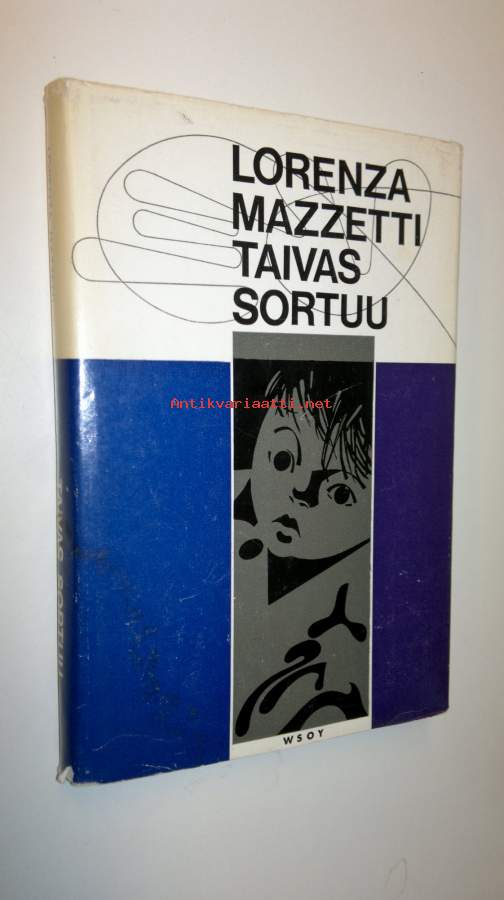 LORENZA
MAZZETTI
TAIVAS
SORTUU
Antikvariaatti.net
WSOY
TAIVAS SORTUU